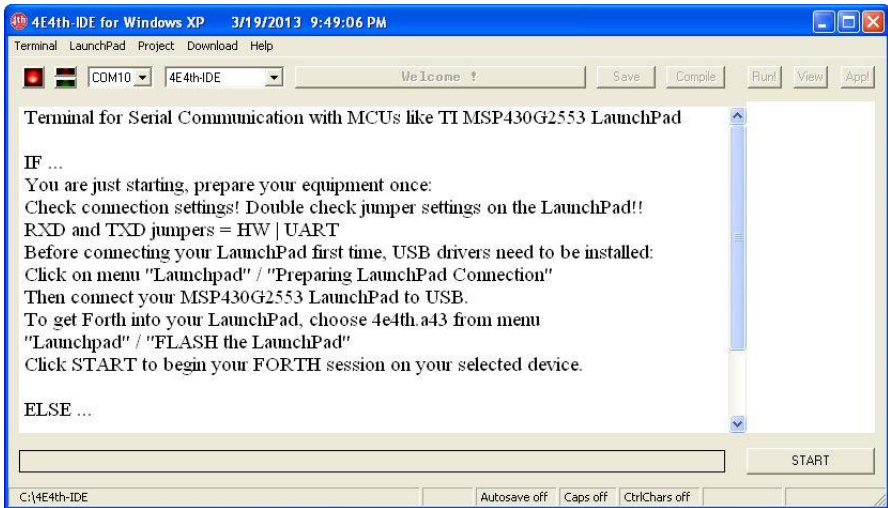 4th 4E4th-IDE for Windows XP 3/19/2013 9:49:06 PM
Terminal LaunchPad Project Download Help
COM10 4E4th-IDE Welcome ! Save Compile Run! View App!
Terminal for Serial Communication with MCUs like TI MSP430G2553 LaunchPad
IF ...
You are just starting, prepare your equipment once:
Check connection settings! Double check jumper settings on the LaunchPad!!
RXD and TXD jumpers = HW | UART
Before connecting your LaunchPad first time, USB drivers need to be installed:
Click on menu "Launchpad" / "Preparing LaunchPad Connection"
Then connect your MSP430G2553 LaunchPad to USB.
To get Forth into your LaunchPad, choose 4e4th.a43 from menu
"Launchpad" / "FLASH the LaunchPad"
Click START to begin your FORTH session on your selected device.
ELSE ...
START
C:\4E4th-IDE Autosave off Caps off CtrlChars off